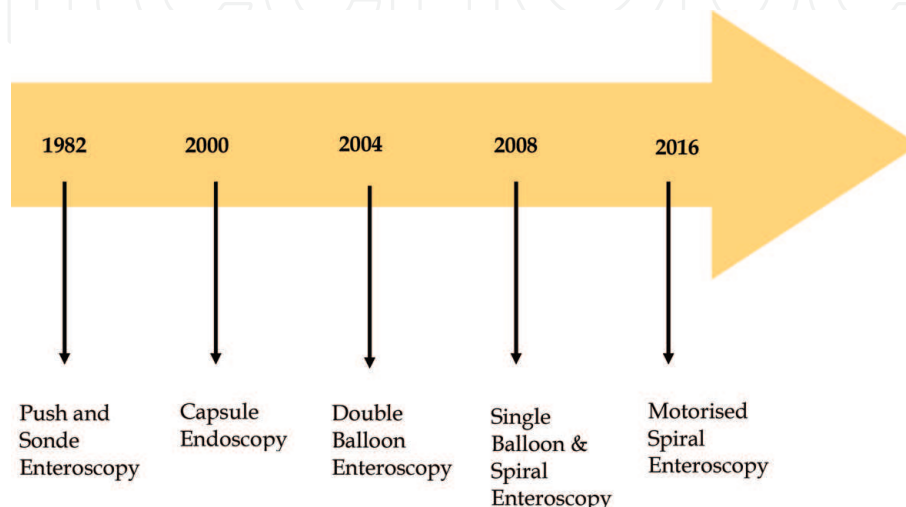 1982
2000
2004
2008
2016
Push and
Sonde
Enteroscopy
Capsule
Endoscopy
Double
Balloon
Enteroscopy
Single
Balloon &
Spiral
Enteroscopy
Motorised
Spiral
Enteroscopy